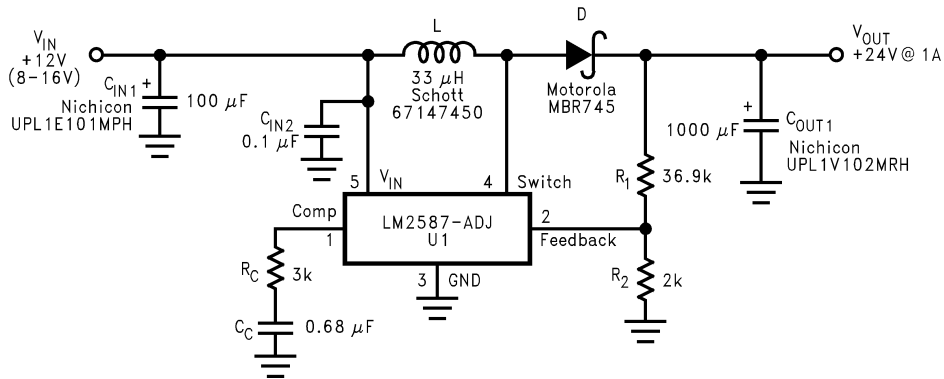 V_IN
+12V
(8-16V)
C_IN1 +
Nichicon
UPL1E101MPH
100 μF
C_IN2
0.1 μF
L
33 μH
Schott
67147450
D
Motorola
MBR745
V_OUT
+24V@ 1A
+
1000 μF
C_OUT1
Nichicon
UPL1V102MRH
R_1
36.9k
R_2
2k
5
V_IN
4
Switch
Comp
1
LM2587-ADJ
U1
2
Feedback
3
GND
R_C
3k
C_C
0.68 μF